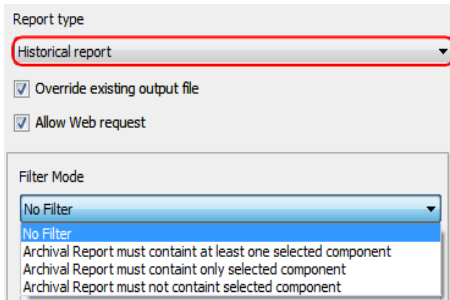 Report type
Historical report
Override existing output file
Allow Web request
Filter Mode
No Filter
No Filter
Archival Report must containt at least one selected component
Archival Report must containt only selected component
Archival Report must not containt selected component